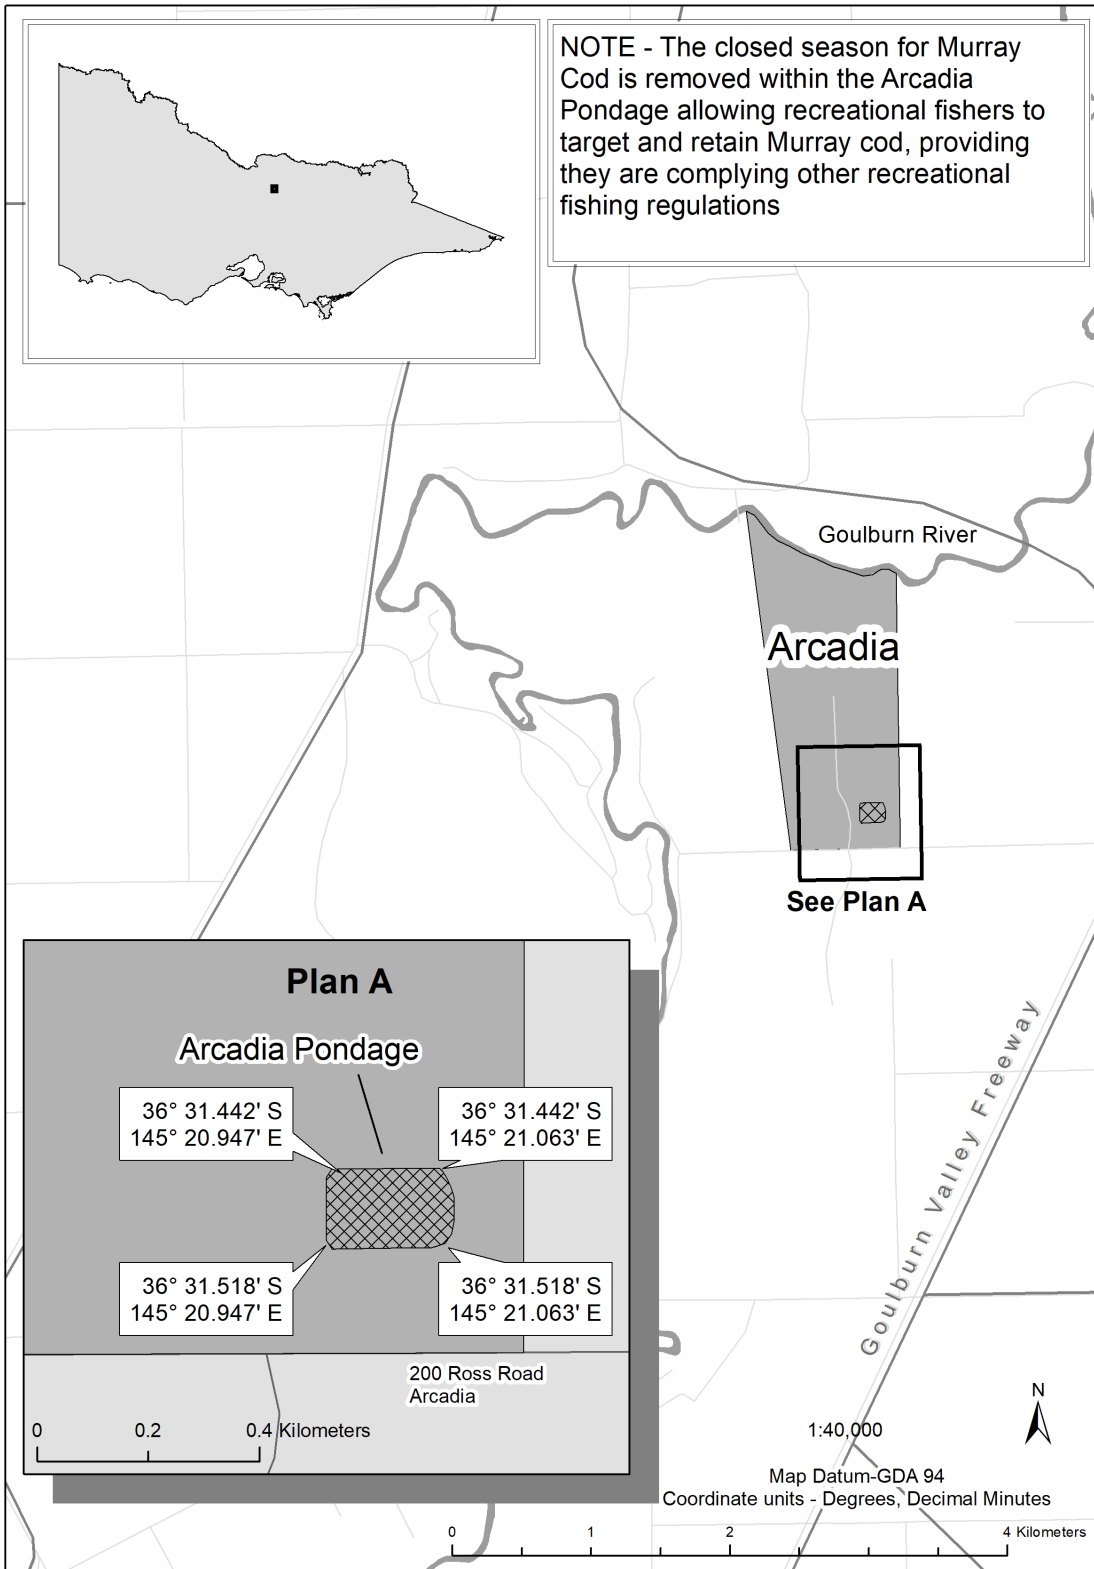 NOTE - The closed season for Murray
Cod is removed within the Arcadia
Pondage allowing recreational fishers to
target and retain Murray cod, providing
they are complying other recreational
fishing regulations
Goulburn River
Arcadia
See Plan A
Plan A
Arcadia Pondage
36° 31.442' S
145° 20.947' E
36° 31.442' S
145° 21.063' E
36° 31.518' S
145° 20.947' E
36° 31.518' S
145° 21.063' E
200 Ross Road
Arcadia
0 0.2 0.4 Kilometers
Goulburn Valley Freeway
N
1:40,000
Map Datum-GDA 94
Coordinate units - Degrees, Decimal Minutes
0 1 2 4 Kilometers